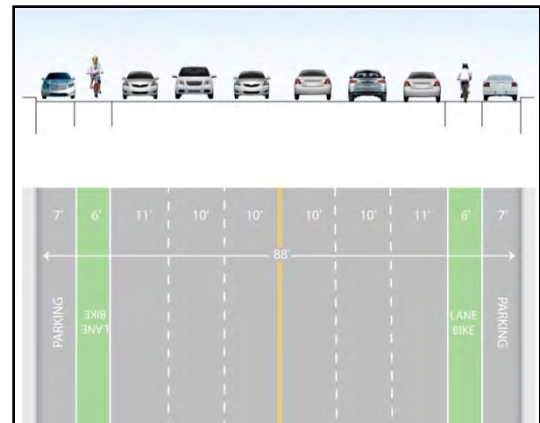 7' 6' 11' 10' 10' 10' 10' 11' 6' 7'
88'
PARKING
BIKE
LANE
LANE
BIKE
PARKING